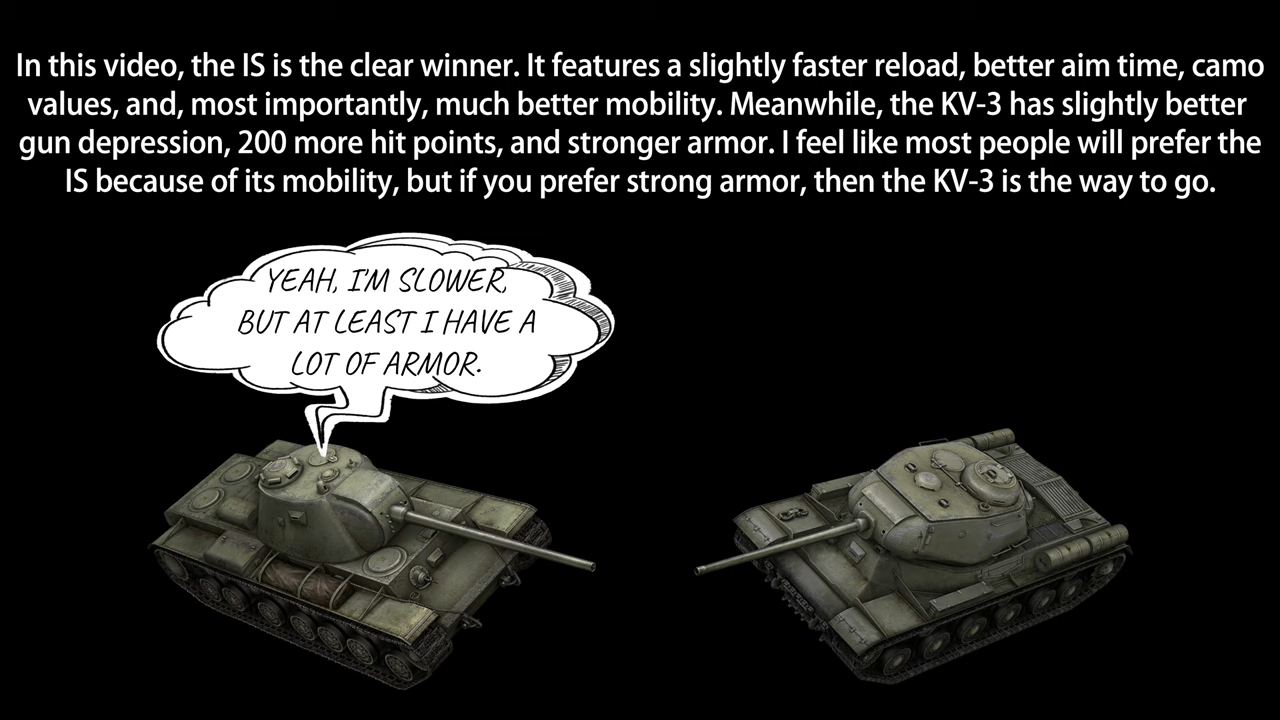 In this video, the IS is the clear winner. It features a slightly faster reload, better aim time, camo
values, and, most importantly, much better mobility. Meanwhile, the KV-3 has slightly better
gun depression, 200 more hit points, and stronger armor. I feel like most people will prefer the
IS because of its mobility, but if you prefer strong armor, then the KV-3 is the way to go.
YEAH, I'M SLOWER,
BUT AT LEAST I HAVE A
LOT OF ARMOR.